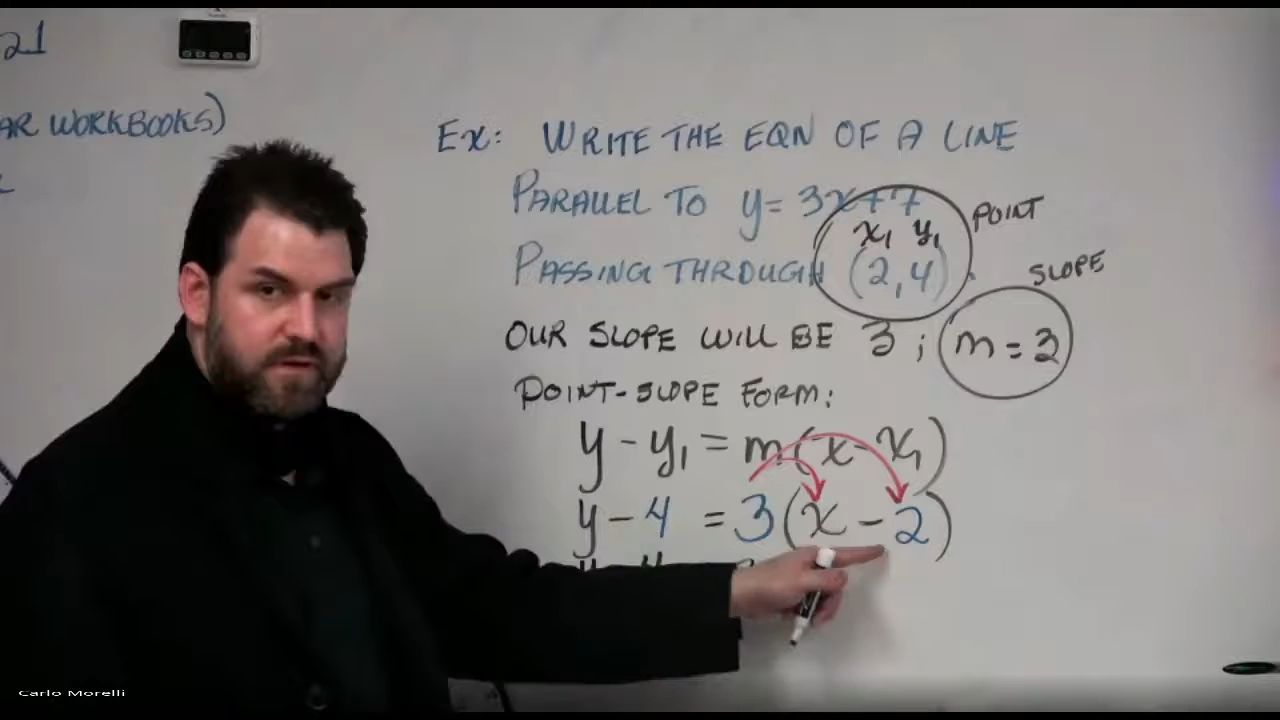 21
AR WORKBOOKS)
Ex: WRITE THE EQN OF A LINE
PARALLEL TO y = 3x + 7
POINT
x₁ y₁
PASSING THROUGH (2,4).
SLOPE
OUR SLOPE WILL BE 3 ; m = 3
POINT-SLOPE FORM:
y - y₁ = m(x - x₁)
y - 4 = 3(x - 2)
Carlo Morelli